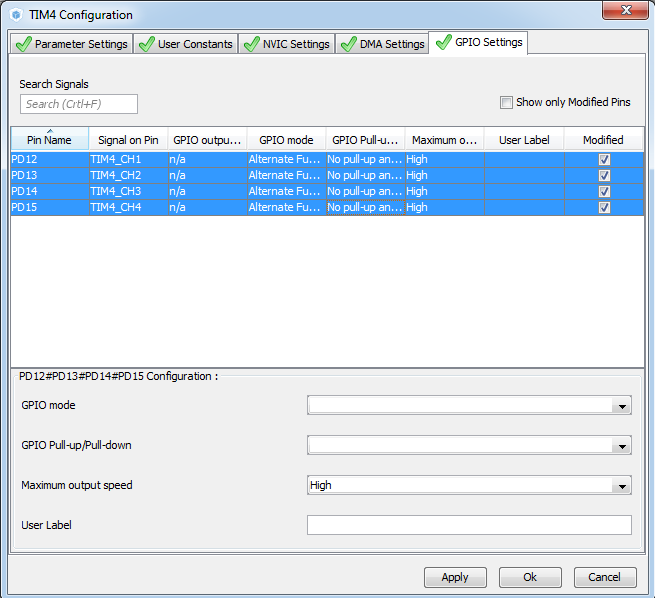 TIM4 Configuration
Parameter Settings User Constants NVIC Settings DMA Settings GPIO Settings
Search Signals
Search (CrtI+F)
Show only Modified Pins
Pin Name Signal on Pin GPIO outpu... GPIO mode GPIO Pull-u... Maximum o... User Label Modified
PD12 TIM4_CH1 n/a Alternate Fu... No pull-up an... High
PD13 TIM4_CH2 n/a Alternate Fu... No pull-up an... High
PD14 TIM4_CH3 n/a Alternate Fu... No pull-up an... High
PD15 TIM4_CH4 n/a Alternate Fu... No pull-up an... High
PD12#PD13#PD14#PD15 Configuration :
GPIO mode
GPIO Pull-up/Pull-down
Maximum output speed High
User Label
Apply Ok Cancel